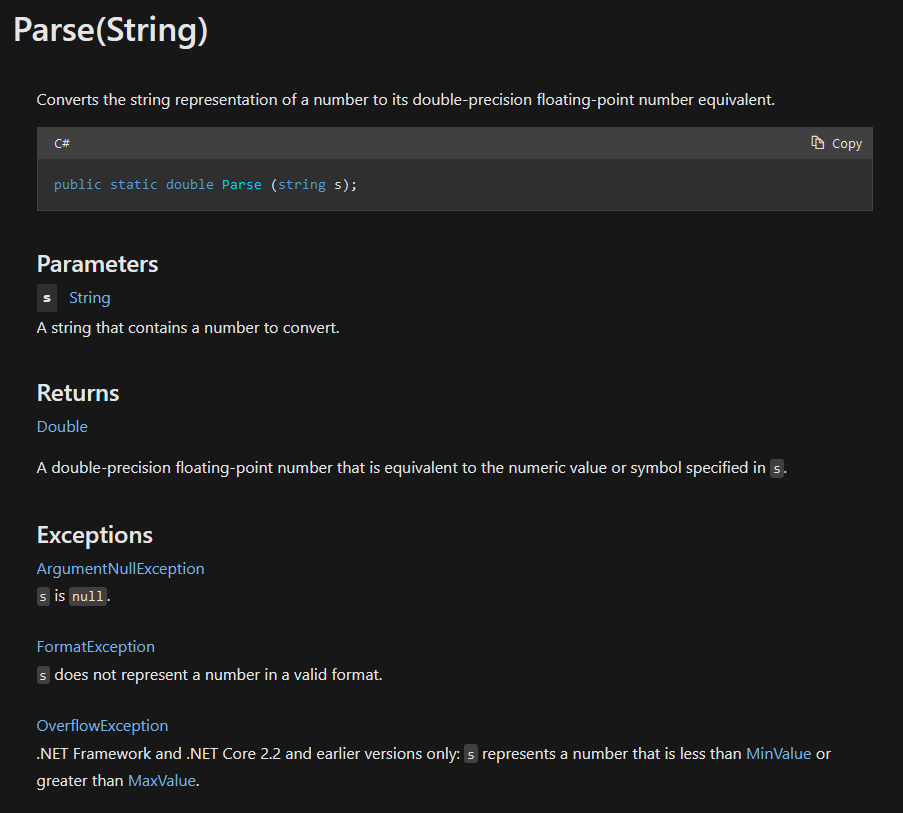 Parse(String)
Converts the string representation of a number to its double-precision floating-point number equivalent.
C# Copy
public static double Parse (string s);
Parameters
s String
A string that contains a number to convert.
Returns
Double
A double-precision floating-point number that is equivalent to the numeric value or symbol specified in s.
Exceptions
ArgumentNullException
s is null.
FormatException
s does not represent a number in a valid format.
OverflowException
.NET Framework and .NET Core 2.2 and earlier versions only: s represents a number that is less than MinValue or
greater than MaxValue.